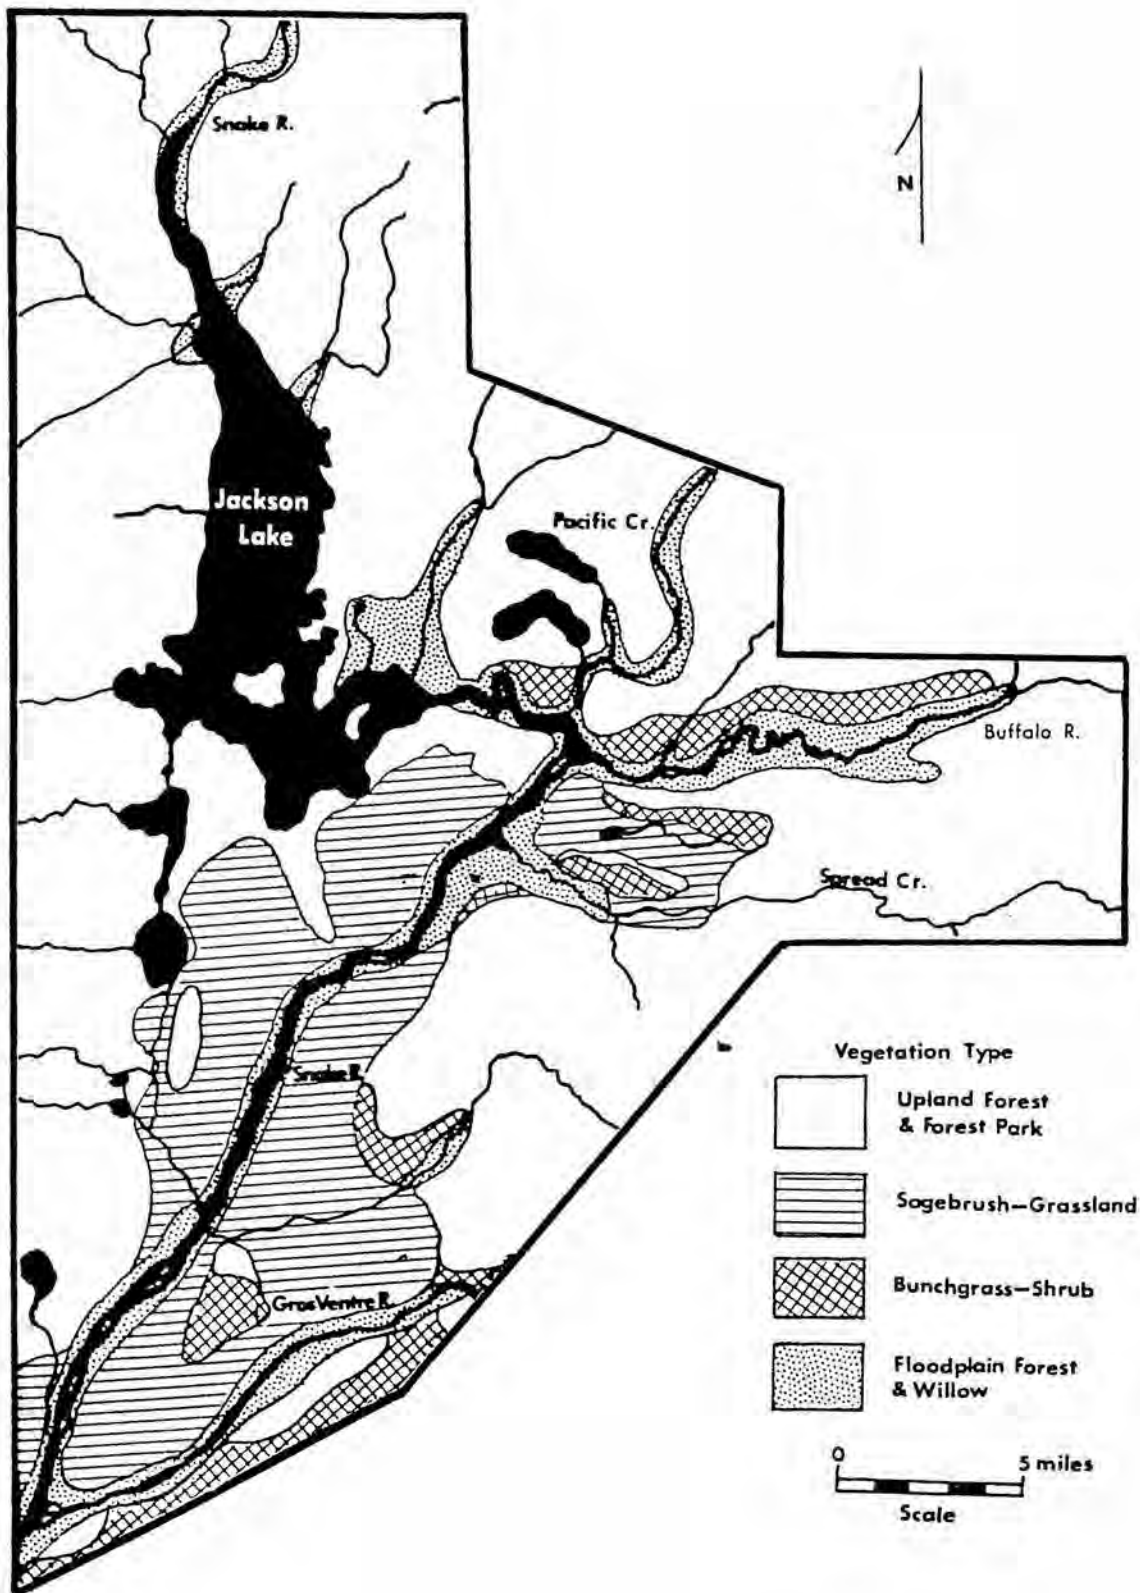 Snake R.
N
Jackson
Lake
Pacific Cr.
Buffalo R.
Spread Cr.
Snake R.
Gros Ventre R.
Vegetation Type
Upland Forest
& Forest Park
Sagebrush—Grassland
Bunchgrass—Shrub
Floodplain Forest
& Willow
0
5 miles
Scale